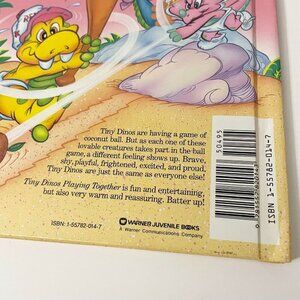 Tiny Dinos are having a game of
coconut ball. But as each one of these
lovable creatures takes part in the ball
game, a different feeling shows up. Brave,
shy, playful, frightened, excited, and proud,
Tiny Dinos are just the same as everyone else!
Tiny Dinos Playing Together is fun and entertaining,
but also very warm and reassuring. Batter up!
ISBN: 1-55782-014-7
WARNER JUVENILE BOOKS
A Warner Communications Company
50495
ISBN 1-55782-014-7